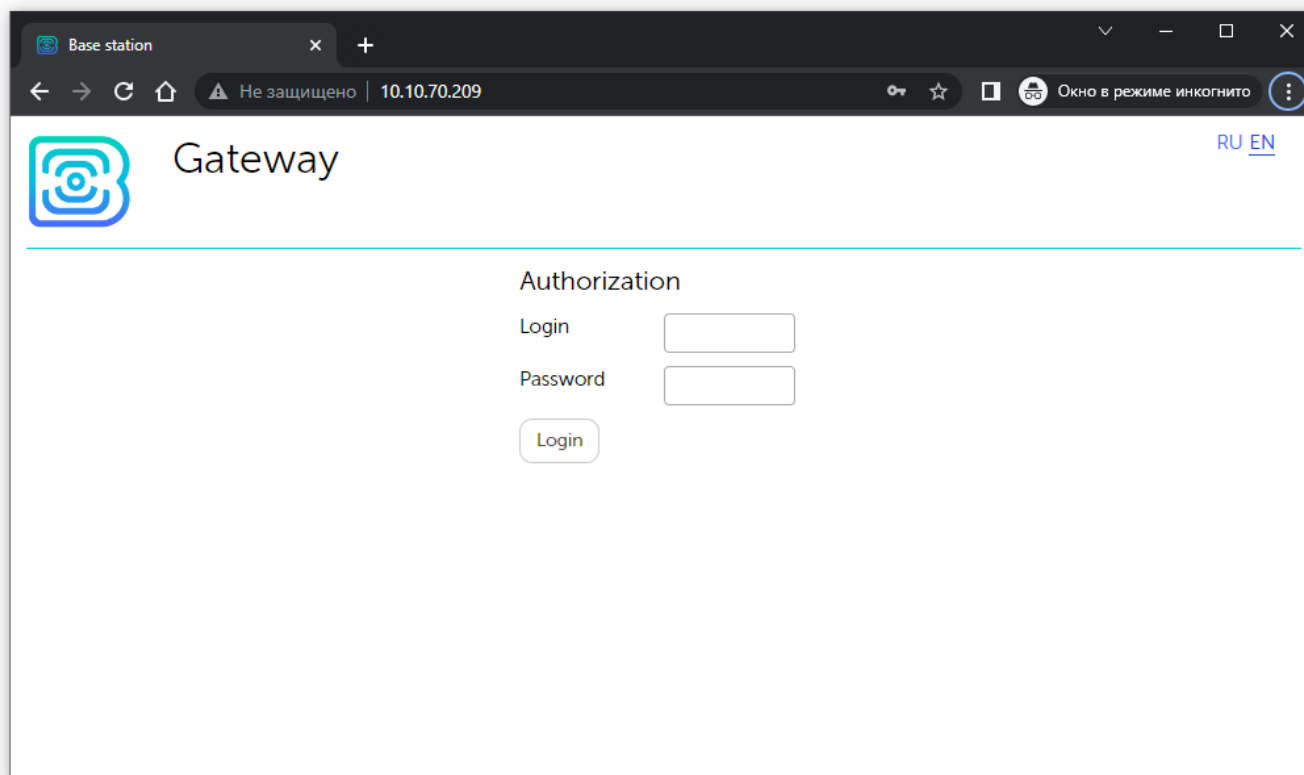 Base station
Не защищено 10.10.70.209 Окно в режиме инкогнито
Gateway
RU EN
Authorization
Login
Password
Login